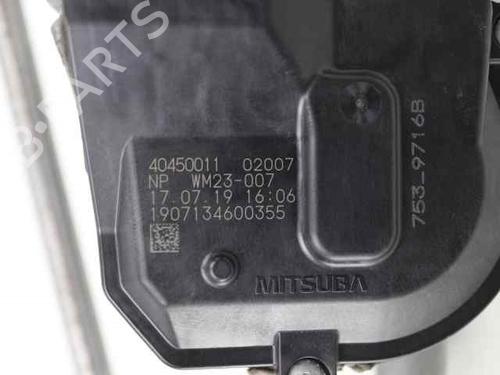 B-PARTS
40450011 02007
NP WM23-007
17.07.19 16:06
1907134600355
MITSUBA
753-9716B